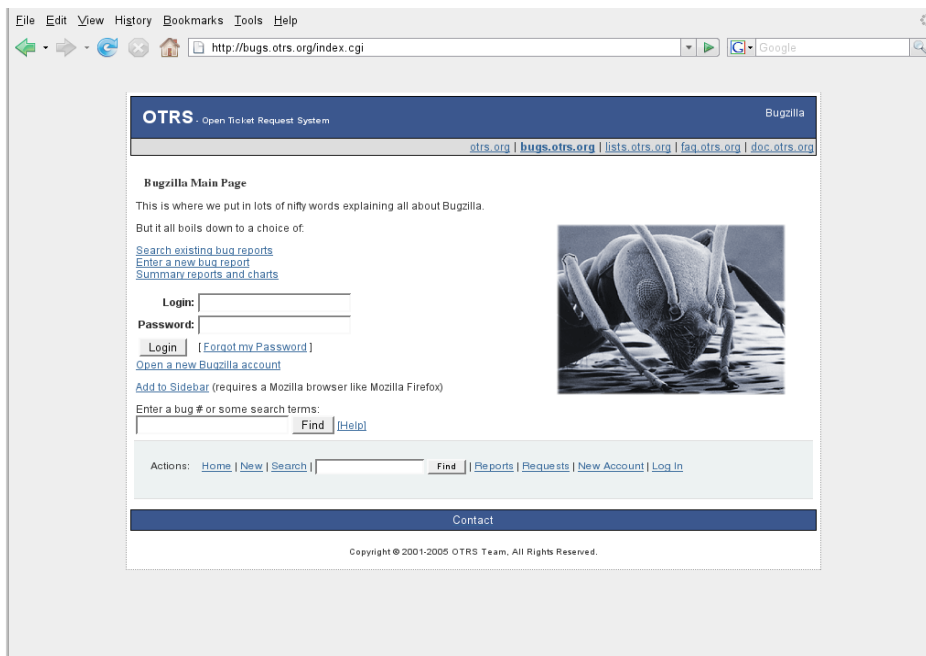 File Edit View History Bookmarks Tools Help
http://bugs.otrs.org/index.cgi
G Google
OTRS - Open Ticket Request System
Bugzilla
otrs.org | bugs.otrs.org | lists.otrs.org | faq.otrs.org | doc.otrs.org
Bugzilla Main Page
This is where we put in lots of nifty words explaining all about Bugzilla.
But it all boils down to a choice of:
Search existing bug reports
Enter a new bug report
Summary reports and charts
Login:
Password:
Login [ Forgot my Password ]
Open a new Bugzilla account
Add to Sidebar (requires a Mozilla browser like Mozilla Firefox)
Enter a bug # or some search terms:
Find [Help]
Actions: Home | New | Search | Find | Reports | Requests | New Account | Log In
Contact
Copyright © 2001-2005 OTRS Team, All Rights Reserved.